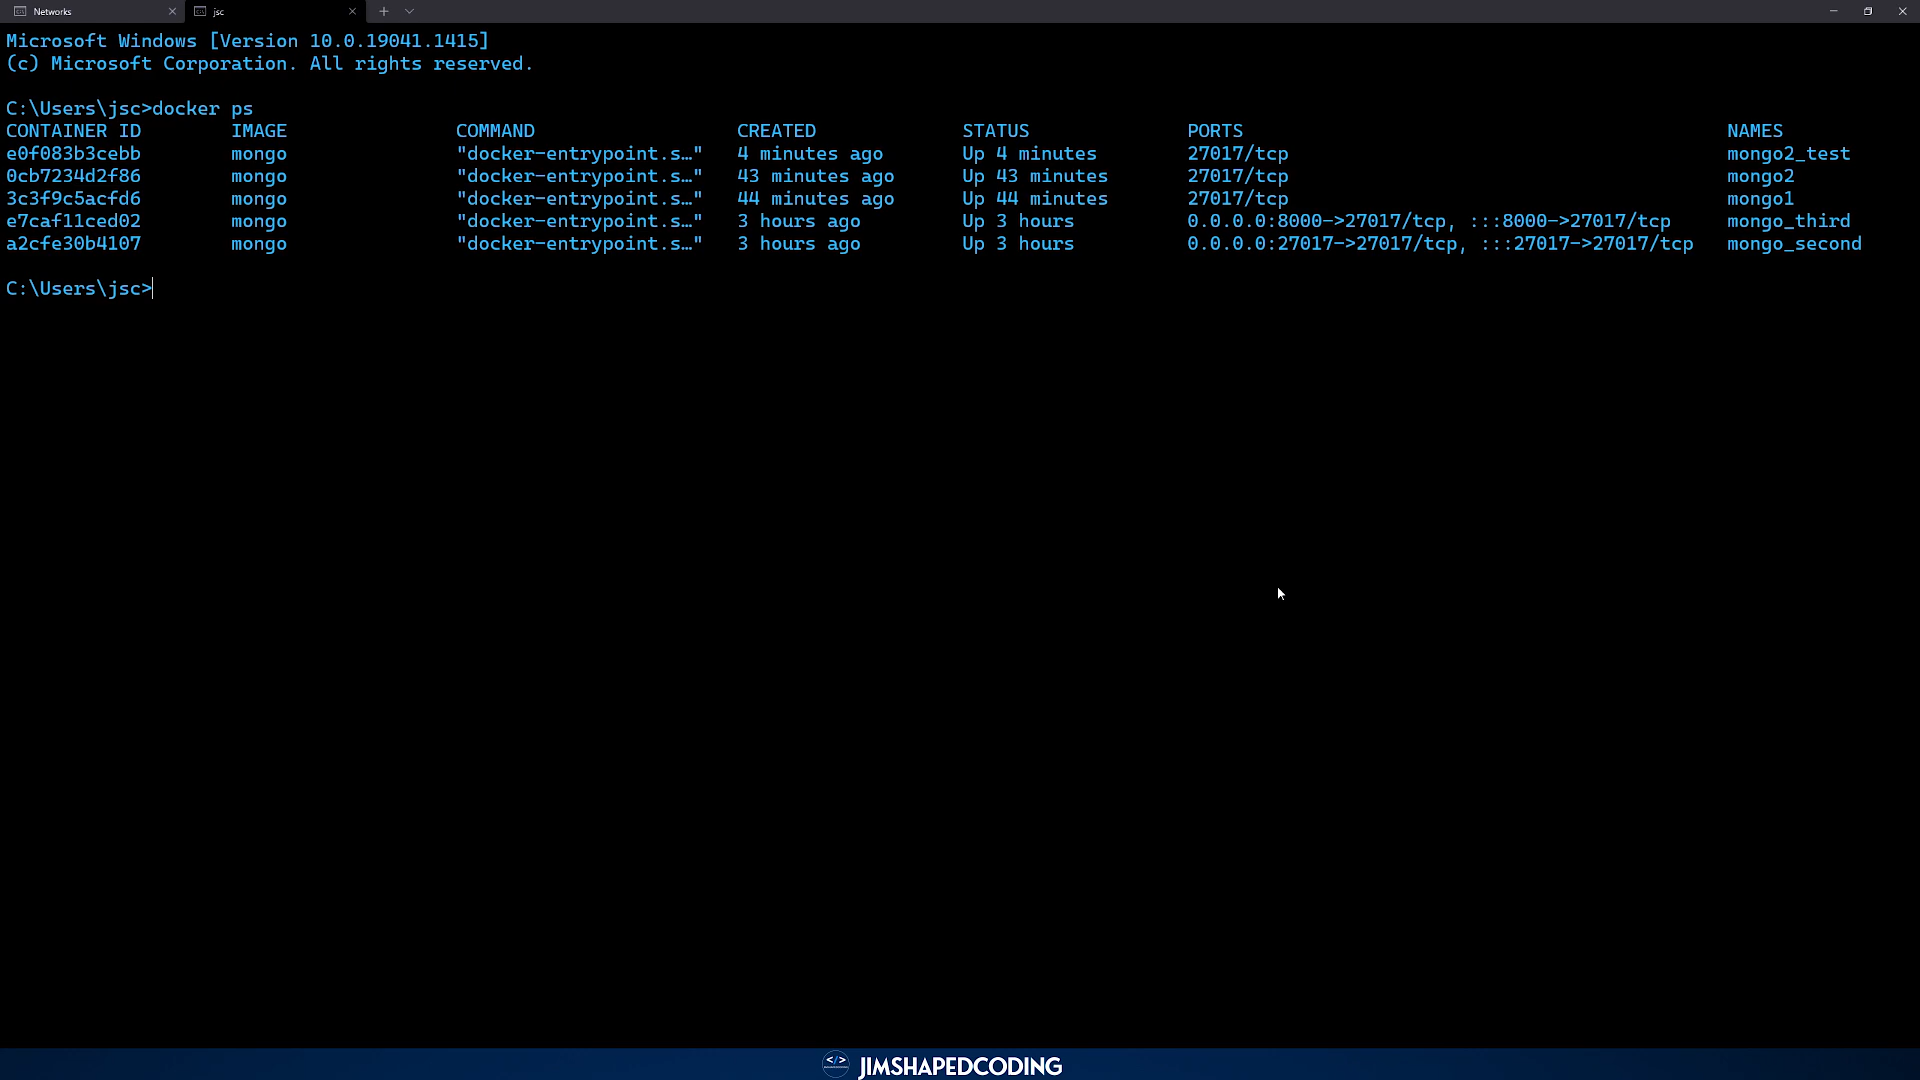 Networks
jsc
Microsoft Windows [Version 10.0.19041.1415]
(c) Microsoft Corporation. All rights reserved.
C:\Users\jsc>docker ps
CONTAINER ID IMAGE COMMAND CREATED STATUS PORTS NAMES
e0f083b3cebb mongo "docker-entrypoint.s…" 4 minutes ago Up 4 minutes 27017/tcp mongo2_test
0cb7234d2f86 mongo "docker-entrypoint.s…" 43 minutes ago Up 43 minutes 27017/tcp mongo2
3c3f9c5acfd6 mongo "docker-entrypoint.s…" 44 minutes ago Up 44 minutes 27017/tcp mongo1
e7caf11ced02 mongo "docker-entrypoint.s…" 3 hours ago Up 3 hours 0.0.0.0:8000->27017/tcp, :::8000->27017/tcp mongo_third
a2cfe30b4107 mongo "docker-entrypoint.s…" 3 hours ago Up 3 hours 0.0.0.0:27017->27017/tcp, :::27017->27017/tcp mongo_second
C:\Users\jsc>
</> JIMSHAPEDCODING